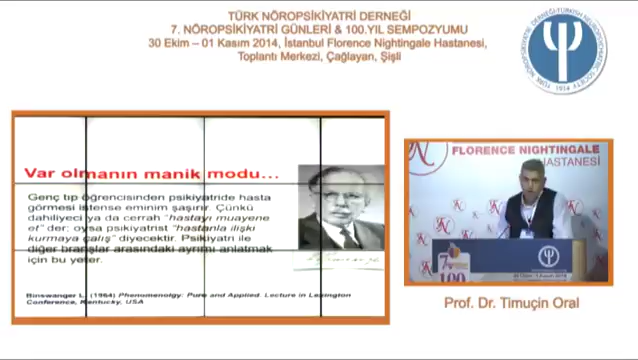 TÜRK NÖROPSİKİYATRİ DERNEĞİ
7. NÖROPSİKİYATRİ GÜNLERİ & 100.YIL SEMPOZYUMU
30 Ekim – 01 Kasım 2014, İstanbul Florence Nightingale Hastanesi,
Toplantı Merkezi, Çağlayan, Şişli
Var olmanın manik modu...
Genç tıp öğrencisinden psikiyatride hasta
görmesi istense eminim şaşırır. Çünkü
dahiliyeci ya da cerrah "hastayı muayene
et" der; oysa psikiyatrist "hastanla ilişki
kurmaya çalış" diyecektir. Psikiyatri ile
diğer branşlar arasındaki ayrımı anlatmak
için bu yeter.
Binswanger L. (1964) Phenomenolgy: Pure and Applied. Lecture in Lexington
Conference, Kentucky, USA
FLORENCE NIGHTINGALE
HASTANESİ
100
Prof. Dr. Timuçin Oral